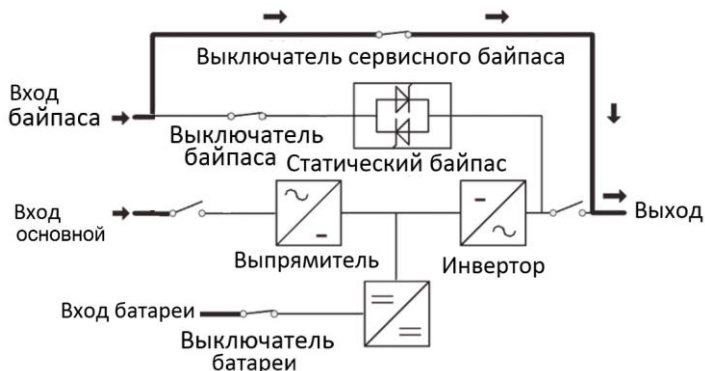 Выключатель сервисного байпаса
Вход
байпаса
Выключатель
байпаса
Статический байпас
Вход
основной
Выпрямитель
Инвертор
Выход
Вход батареи
Выключатель
батареи